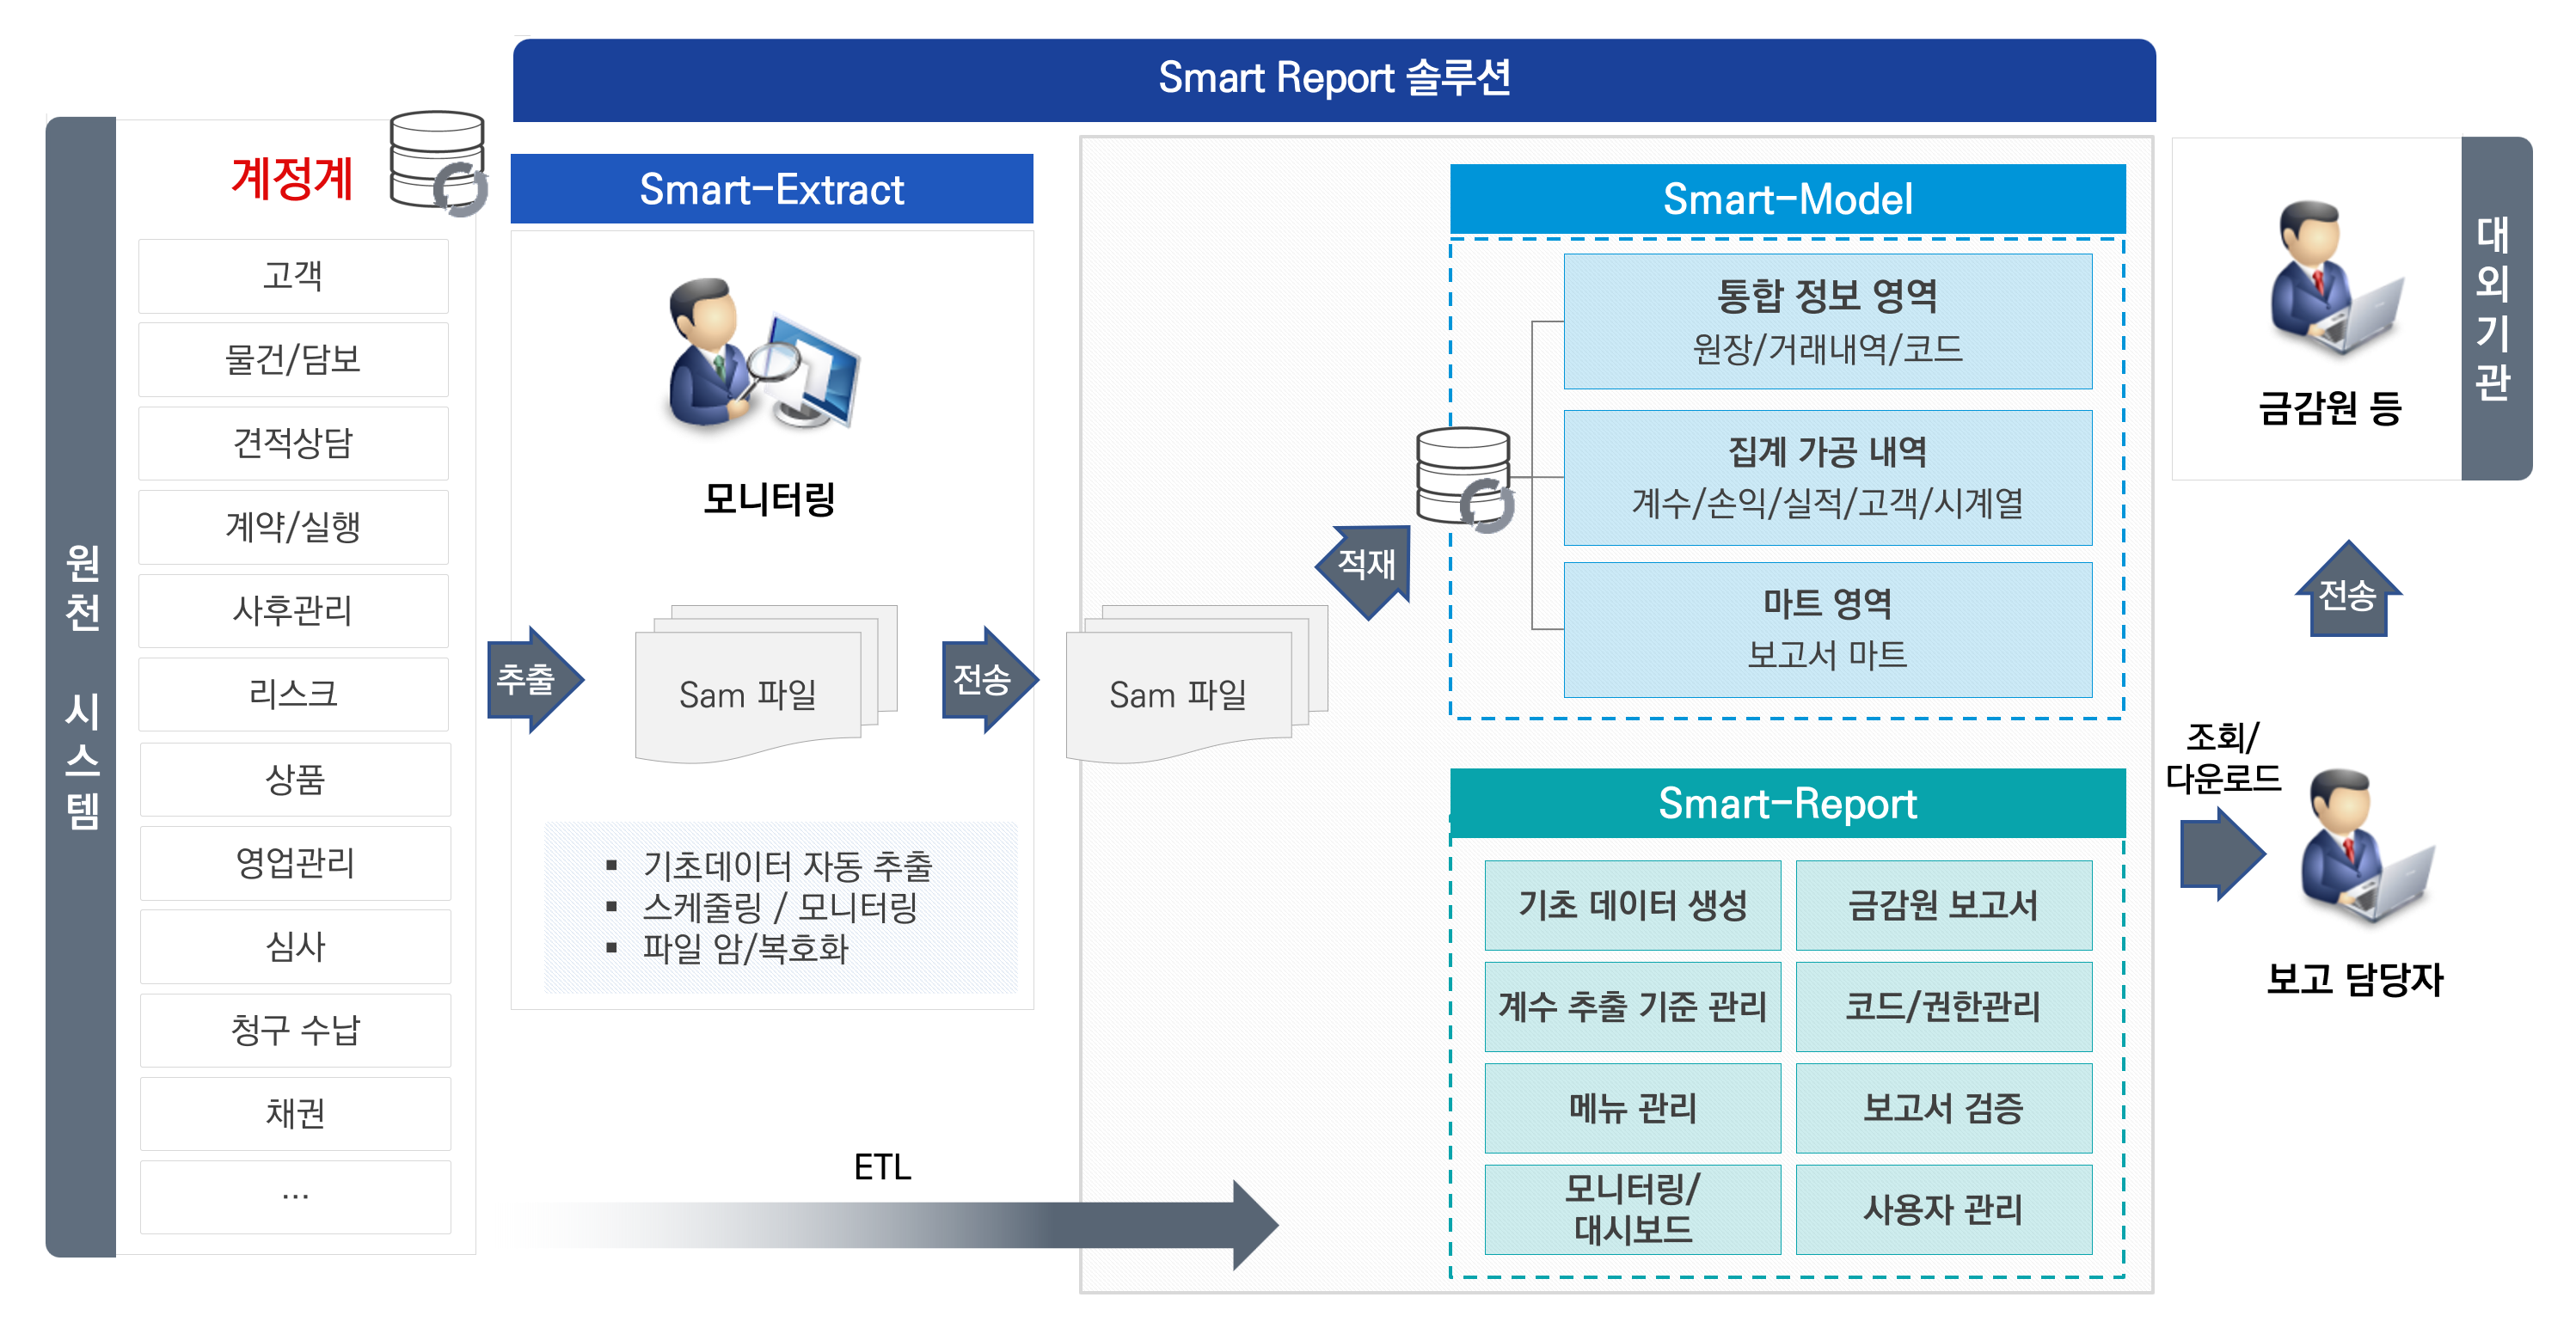 Smart Report 솔루션
원천 시스템
계정계
고객
물건/담보
견적상담
계약/실행
사후관리
리스크
상품
영업관리
심사
청구 수납
채권
...
추출
Smart-Extract
모니터링
Sam 파일
▪ 기초데이터 자동 추출
▪ 스케줄링 / 모니터링
▪ 파일 암/복호화
전송
ETL
Sam 파일
적재
Smart-Model
통합 정보 영역
원장/거래내역/코드
집계 가공 내역
계수/손익/실적/고객/시계열
마트 영역
보고서 마트
Smart-Report
기초 데이터 생성
금감원 보고서
계수 추출 기준 관리
코드/권한관리
메뉴 관리
보고서 검증
모니터링/
대시보드
사용자 관리
조회/
다운로드
보고 담당자
전송
금감원 등
대외기관